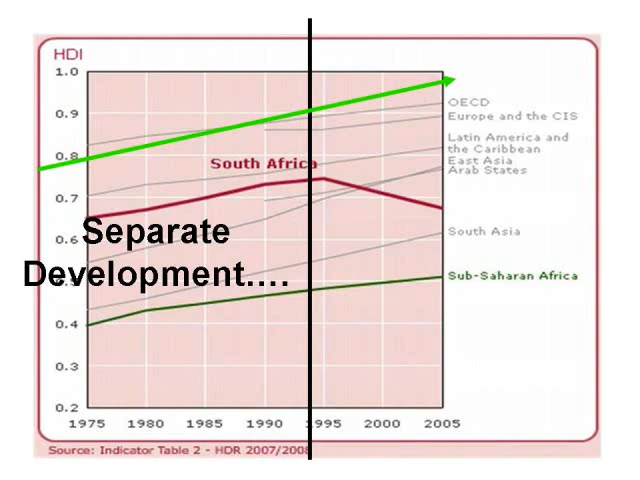 HDI
1.0
0.9
0.8
0.7
0.6
0.5
0.4
0.3
0.2
OECD
Europe and the CIS
Latin America and
the Caribbean
East Asia
Arab States
South Africa
South Asia
Sub-Saharan Africa
Separate
Development....
1975 1980 1985 1990 1995 2000 2005
Source: Indicator Table 2 - HDR 2007/2008